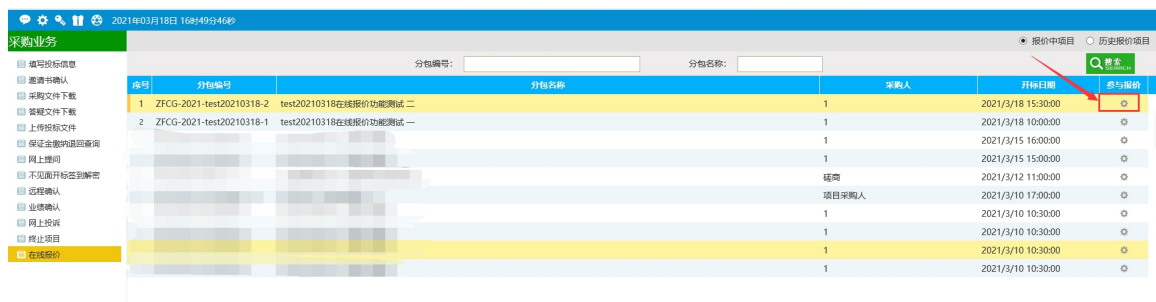 2021年03月18日 16时49分46秒
采购业务
报价中项目 历史报价项目
填写投标信息
邀请书确认
采购文件下载
答疑文件下载
上传投标文件
保证金缴纳退回查询
网上提问
不见面开标签到解密
远程确认
业绩确认
网上投诉
终止项目
在线报价
分包编号: 分包名称: 搜索 SEARCH
序号 分包编号 分包名称 采购人 开标日期 参与报价
1 ZFCG-2021-test20210318-2 test20210318在线报价功能测试 二 1 2021/3/18 15:30:00
2 ZFCG-2021-test20210318-1 test20210318在线报价功能测试 一 1 2021/3/18 10:00:00
1 2021/3/15 16:00:00
1 2021/3/15 15:00:00
磋商 2021/3/12 11:00:00
项目采购人 2021/3/10 17:00:00
1 2021/3/10 10:30:00
1 2021/3/10 10:30:00
1 2021/3/10 10:30:00
1 2021/3/10 10:30:00